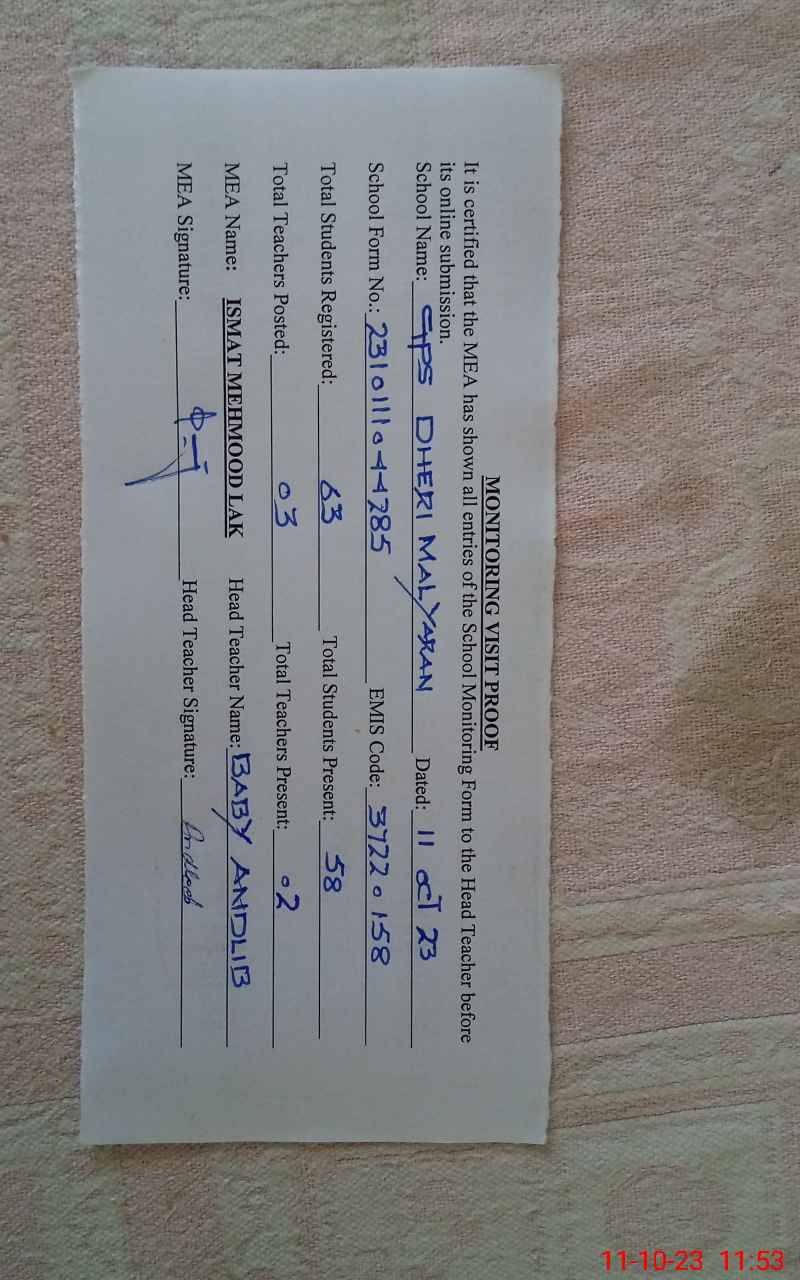 MONITORING VISIT PROOF
It is certified that the MEA has shown all entries of the School Monitoring Form to the Head Teacher before
its online submission.
School Name: GPS DHERI MALYARAN Dated: 11 OCT 23
School Form No.: 2310111044285 EMIS Code: 37220158
Total Students Registered: 63 Total Students Present: 58
Total Teachers Posted: 03 Total Teachers Present: 02
MEA Name: ISMAT MEHMOOD LAK Head Teacher Name: BABY ANDLIB
MEA Signature: Head Teacher Signature: Andleeb
11-10-23 11:53